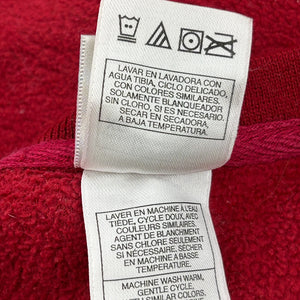 LAVAR EN LAVADORA CON
AGUA TIBIA, CICLO DELICADO,
CON COLORES SIMILARES.
SOLAMENTE BLANQUEADOR
SIN CLORO, SI ES NECESARIO.
SECAR EN SECADORA,
A BAJA TEMPERATURA.
LAVER EN MACHINE À L'EAU
TIÈDE, CYCLE DOUX, AVEC
COULEURS SIMILAIRES.
AGENT DE BLANCHIMENT
SANS CHLORE SEULEMENT
SI NÉCESSAIRE. SÉCHER
EN MACHINE À BASSE
TEMPÉRATURE.
MACHINE WASH WARM,
GENTLE CYCLE,
SIMILAR COLORS